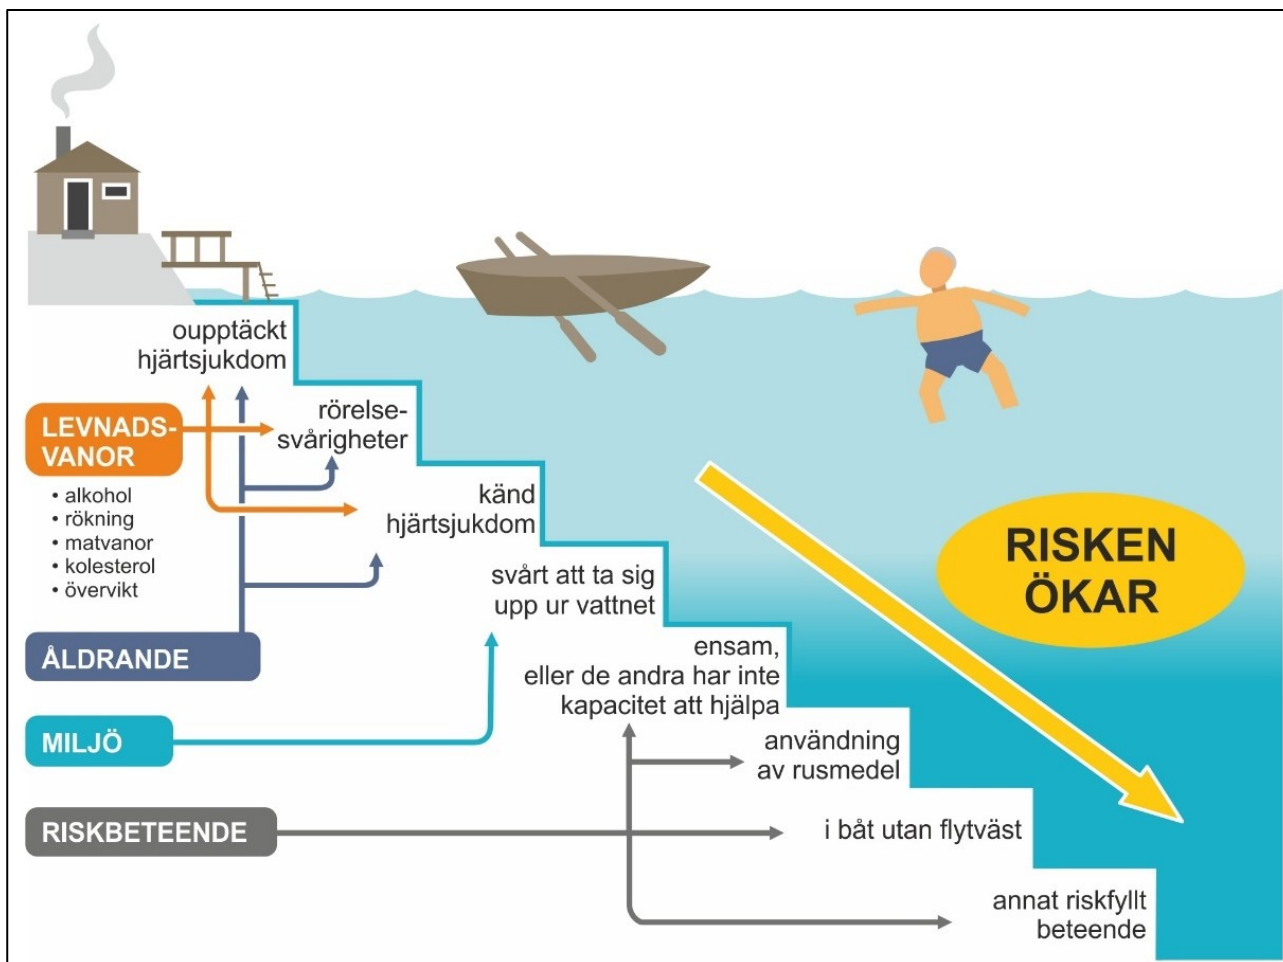 oupptäckt
hjärtsjukdom
LEVNADS-
VANOR
• alkohol
• rökning
• matvanor
• kolesterol
• övervikt
rörelse-
svårigheter
känd
hjärtsjukdom
svårt att ta sig
upp ur vattnet
RISKEN
ÖKAR
ÅLDRANDE
ensam,
eller de andra har inte
kapacitet att hjälpa
MILJÖ
användning
av rusmedel
RISKBETEENDE
i båt utan flytväst
annat riskfyllt
beteende